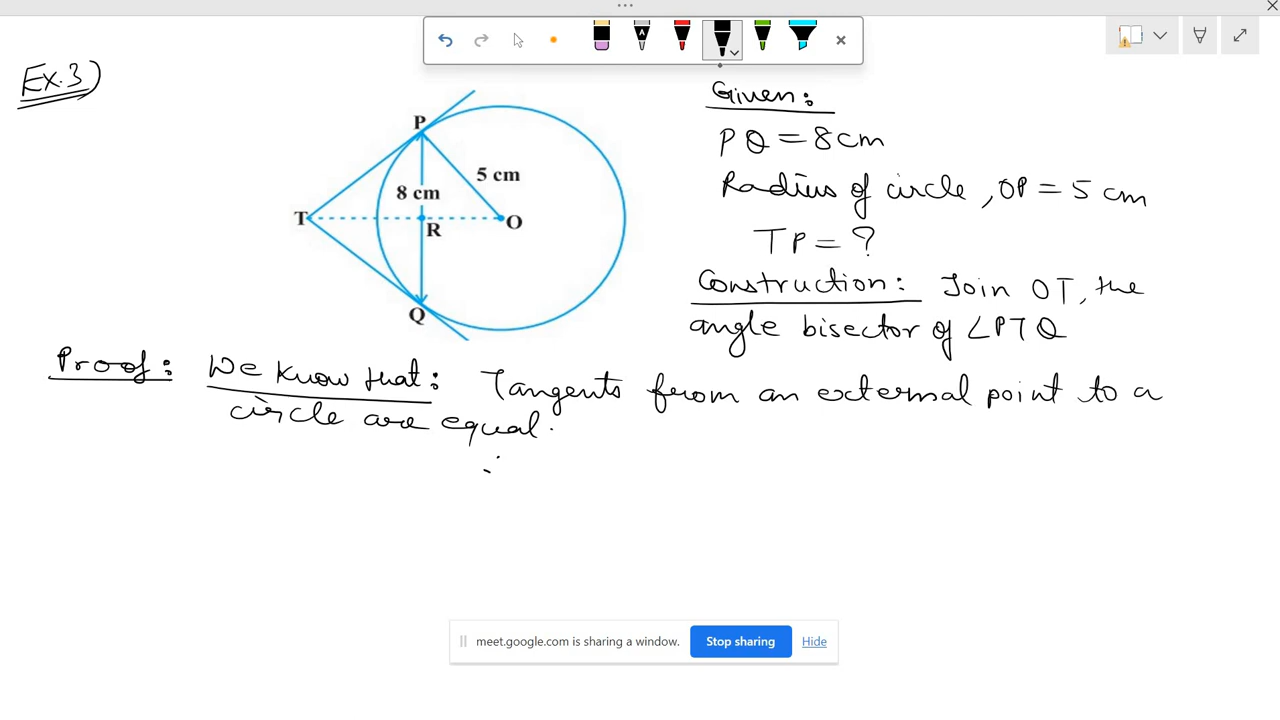 Ex.3)
P
5 cm
8 cm
T
R
O
Q
Given:
PQ = 8cm
Radius of circle, OP = 5 cm
TP = ?
Construction: Join OT, the
angle bisector of ∠PTQ
Proof: We know that: Tangents from an external point to a
circle are equal.
∴
meet.google.com is sharing a window. Stop sharing Hide